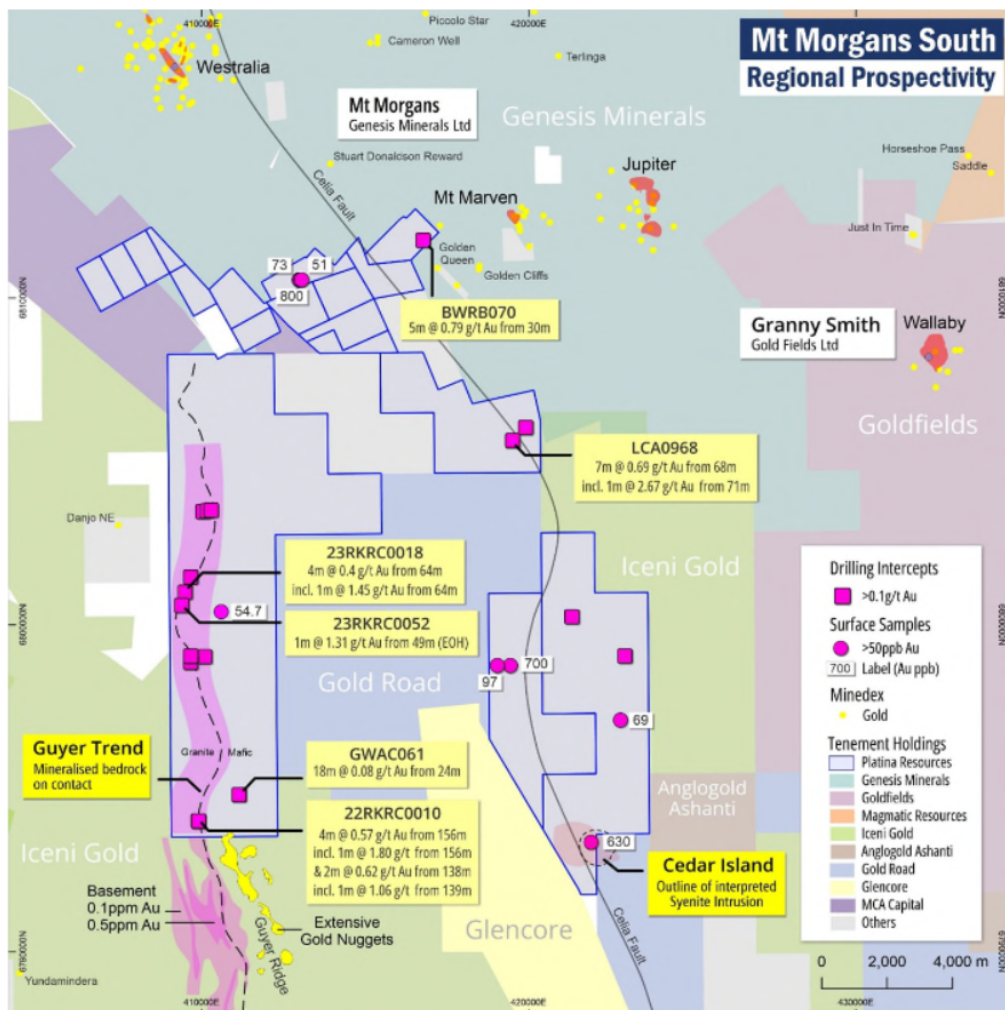 410000E
420000E
Piccolo Star
Cameron Well
Terlinga
Westralia
Mt Morgans South
Regional Prospectivity
Mt Morgans
Genesis Minerals Ltd
Genesis Minerals
Stuart Donaldson Reward
Celia Fault
Mt Marven
Jupiter
Horseshoe Pass
Saddle
Just In Time
Golden
Queen
Golden Cliffs
73
51
800
6810000N
6810000N
BWRB070
5m @ 0.79 g/t Au from 30m
Granny Smith
Gold Fields Ltd
Wallaby
Goldfields
LCA0968
7m @ 0.69 g/t Au from 68m
incl. 1m @ 2.67 g/t Au from 71m
Danjo NE
23RKRC0018
4m @ 0.4 g/t Au from 64m
incl. 1m @ 1.45 g/t Au from 64m
54.7
23RKRC0052
1m @ 1.31 g/t Au from 49m (EOH)
Iceni Gold
6800000N
6800000N
Gold Road
97
700
69
Guyer Trend
Mineralised bedrock
on contact
Granite
Mafic
GWAC061
18m @ 0.08 g/t Au from 24m
22RKRC0010
4m @ 0.57 g/t Au from 156m
incl. 1m @ 1.80 g/t from 156m
& 2m @ 0.62 g/t Au from 138m
incl. 1m @ 1.06 g/t from 139m
Anglogold
Ashanti
630
Cedar Island
Outline of interpreted
Syenite Intrusion
Iceni Gold
Basement
0.1ppm Au
0.5ppm Au
Extensive
Gold Nuggets
Guyer Ridge
Glencore
Celia Fault
Yundamindera
6790000N
6790000N
Drilling Intercepts
>0.1g/t Au
Surface Samples
>50ppb Au
700
Label (Au ppb)
Minedex
Gold
Tenement Holdings
Platina Resources
Genesis Minerals
Goldfields
Magmatic Resources
Iceni Gold
Anglogold Ashanti
Gold Road
Glencore
MCA Capital
Others
0
2,000
4,000 m
410000E
420000E
430000E